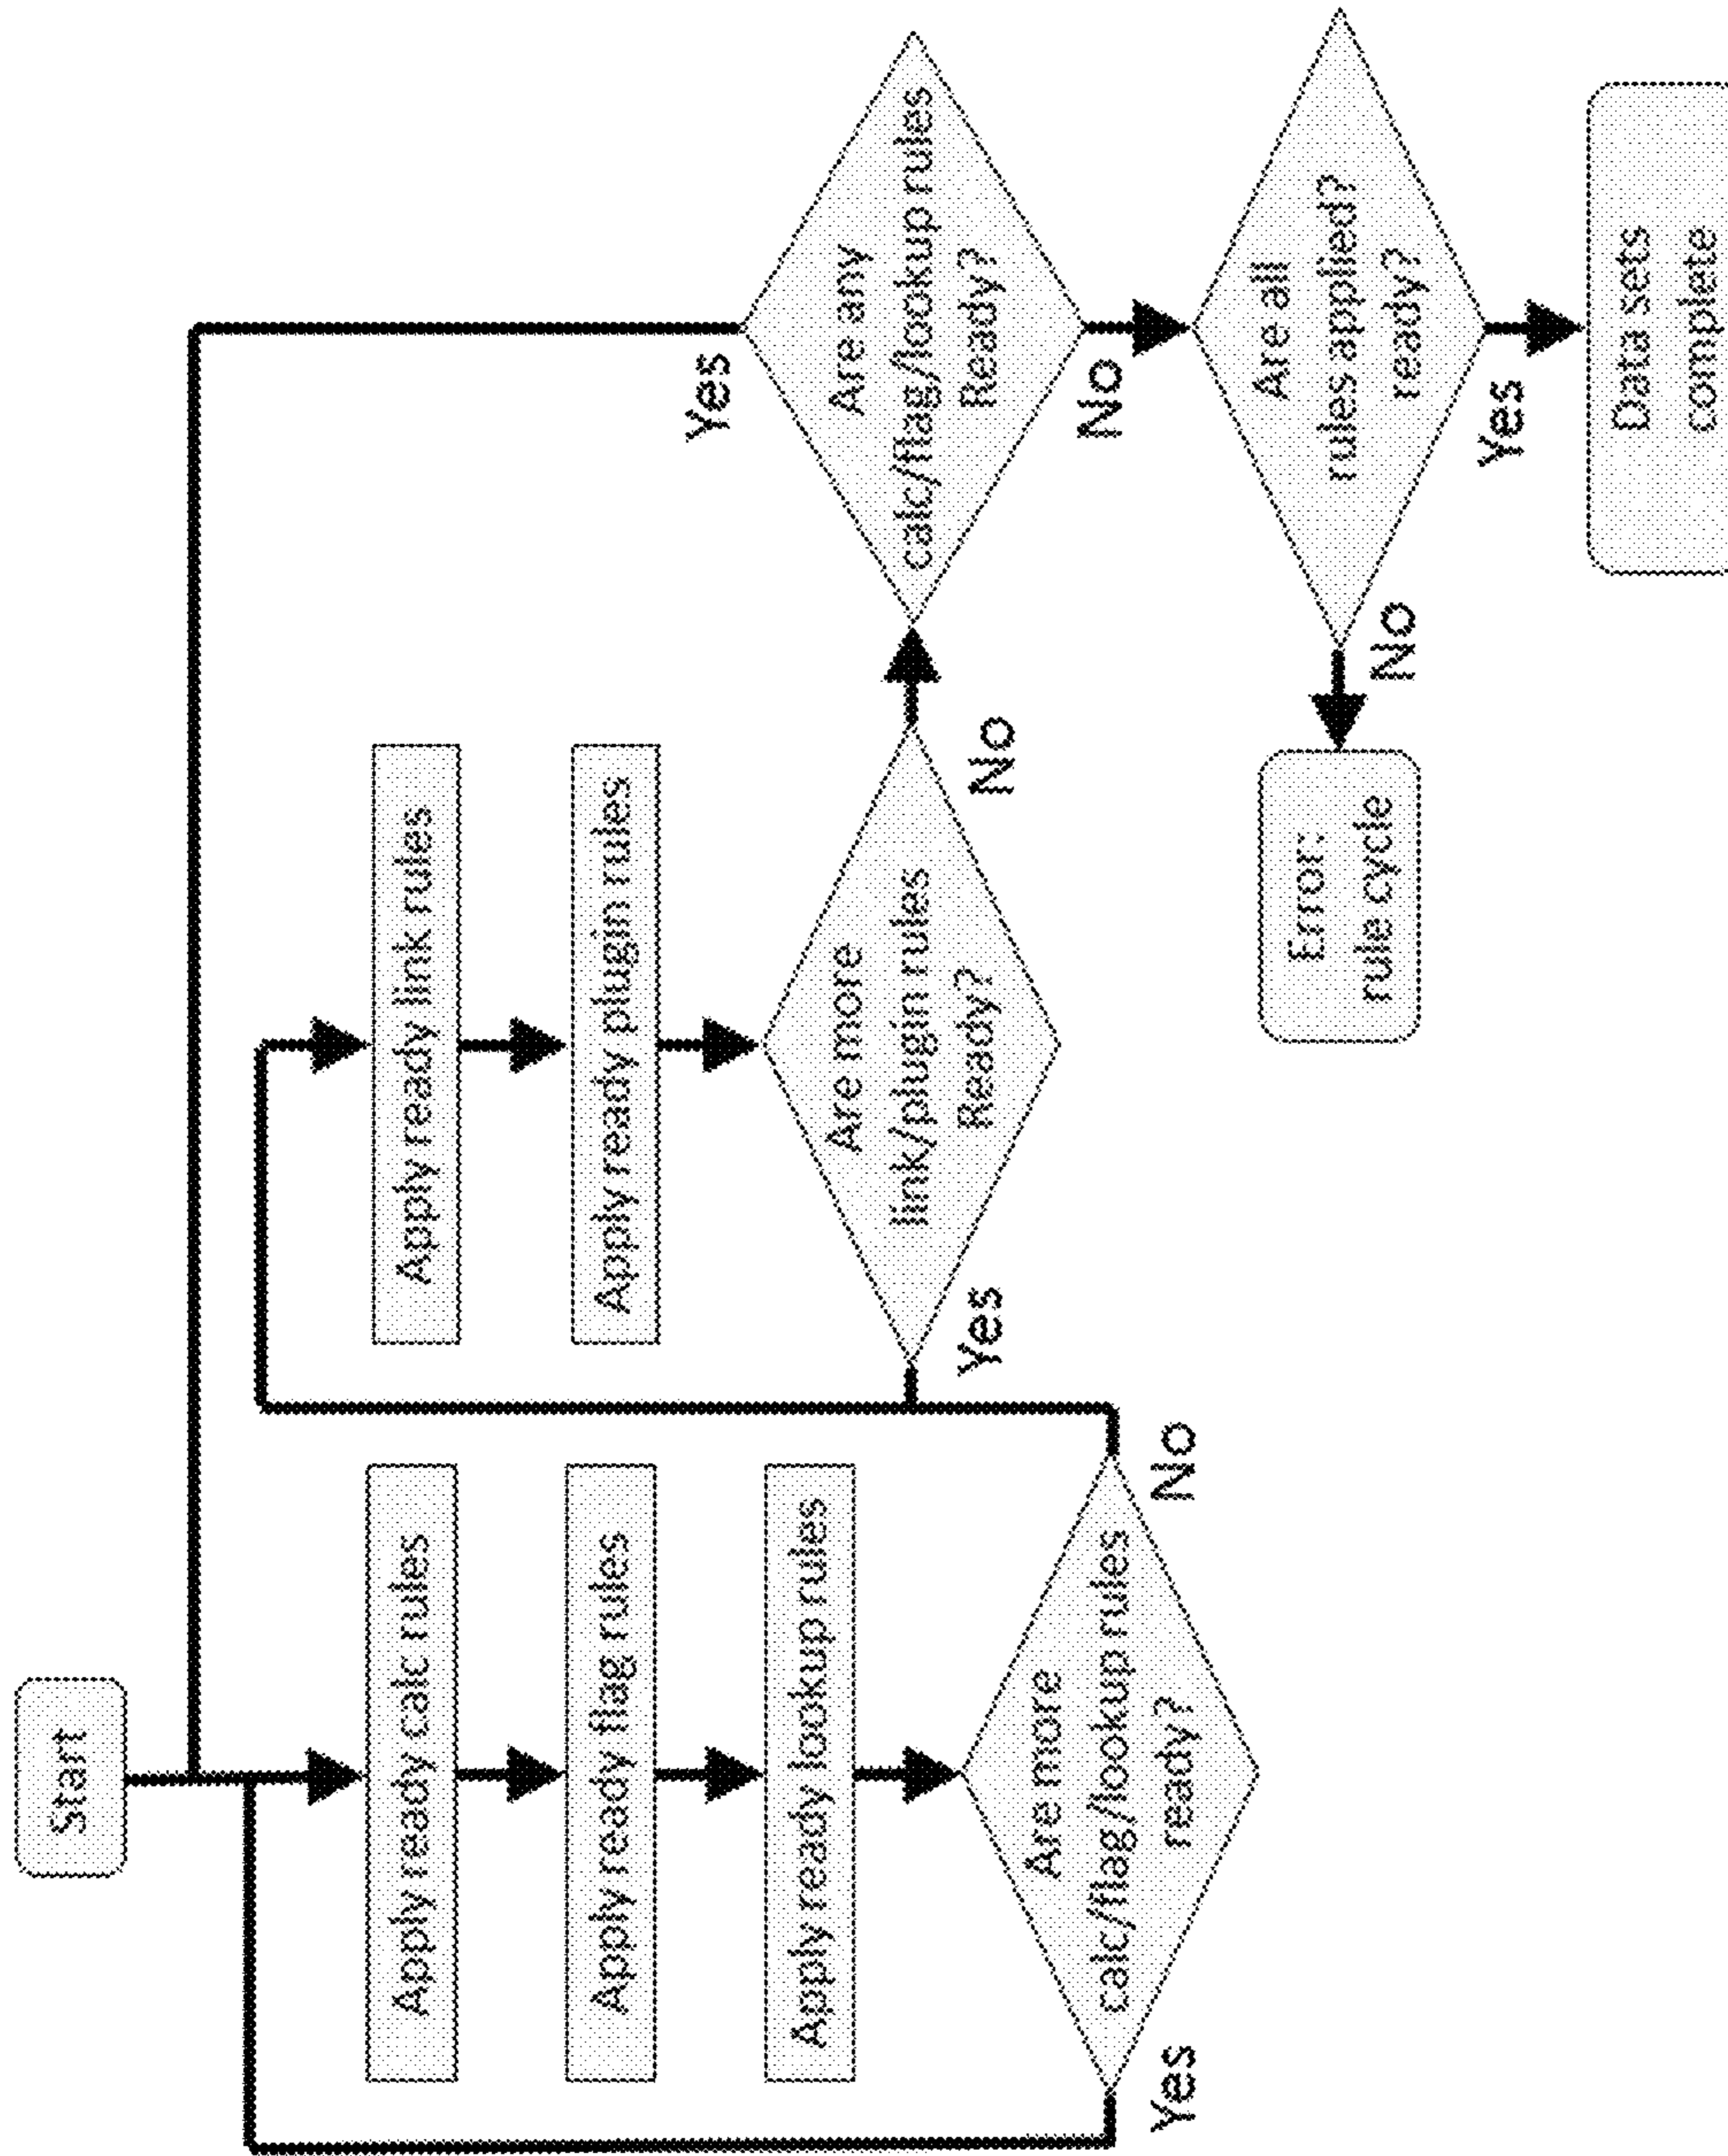 Start
Apply ready calc rules
Apply ready flag rules
Apply ready lookup rules
Are more
calc/flag/lookup rules
ready?
Yes
No
Apply ready link rules
Apply ready plugin rules
Are more
link/plugin rules
Ready?
Yes
No
Are any
calc/flag/lookup rules
Ready?
Yes
No
Are all
rules applied?
ready?
No
Yes
Error:
rule cycle
Data sets
complete